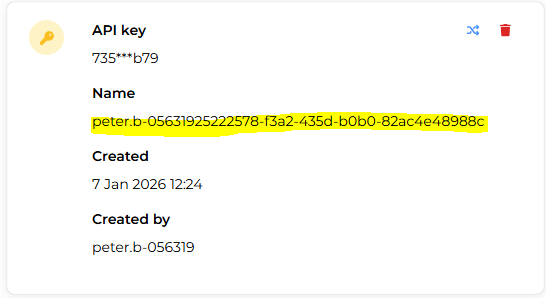 API key
735***b79
Name
peter.b-05631925222578-f3a2-435d-b0b0-82ac4e48988c
Created
7 Jan 2026 12:24
Created by
peter.b-056319